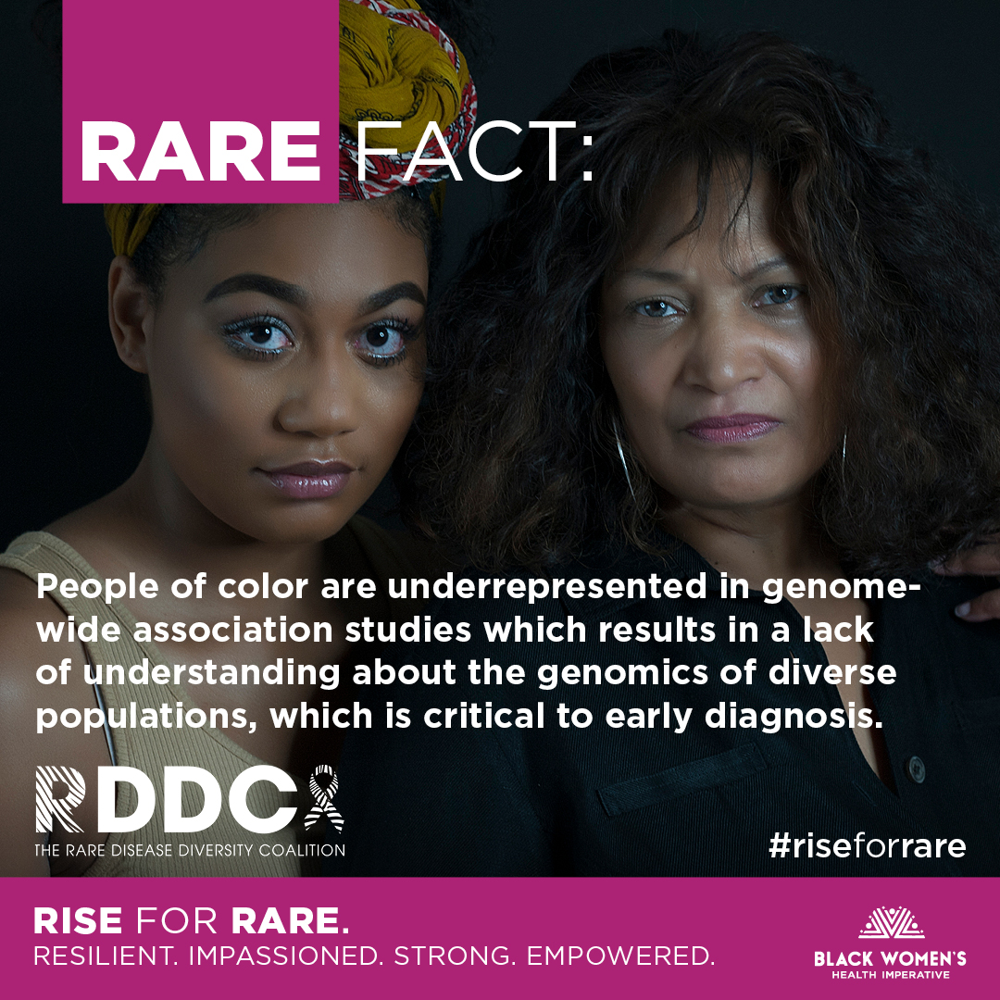 RARE FACT:
People of color are underrepresented in genome-
wide association studies which results in a lack
of understanding about the genomics of diverse
populations, which is critical to early diagnosis.
RDDC
THE RARE DISEASE DIVERSITY COALITION
#riseforrare
RISE FOR RARE.
RESILIENT. IMPASSIONED. STRONG. EMPOWERED.
BLACK WOMEN'S
HEALTH IMPERATIVE